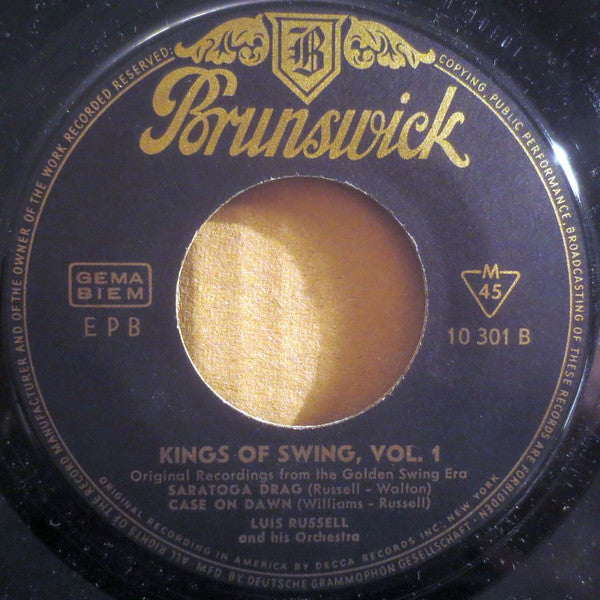 B
Brunswick
GEMA
BIEM
EPB
M
45
10 301 B
KINGS OF SWING, VOL. 1
Original Recordings from the Golden Swing Era
SARATOGA DRAG (Russell - Walton)
CASE ON DAWN (Williams - Russell)
LUIS RUSSELL
and his Orchestra
ORIGINAL RECORDING IN AMERICA BY DECCA RECORDS INC. NEW YORK
MFD BY DEUTSCHE GRAMMOPHON GESELLSCHAFT
ALL RIGHTS OF THE RECORD MANUFACTURER AND OF THE OWNER OF THE WORK RECORDED RESERVED.
COPYING PUBLIC PERFORMANCE, BROADCASTING OF THESE RECORDS ARE FORBIDDEN